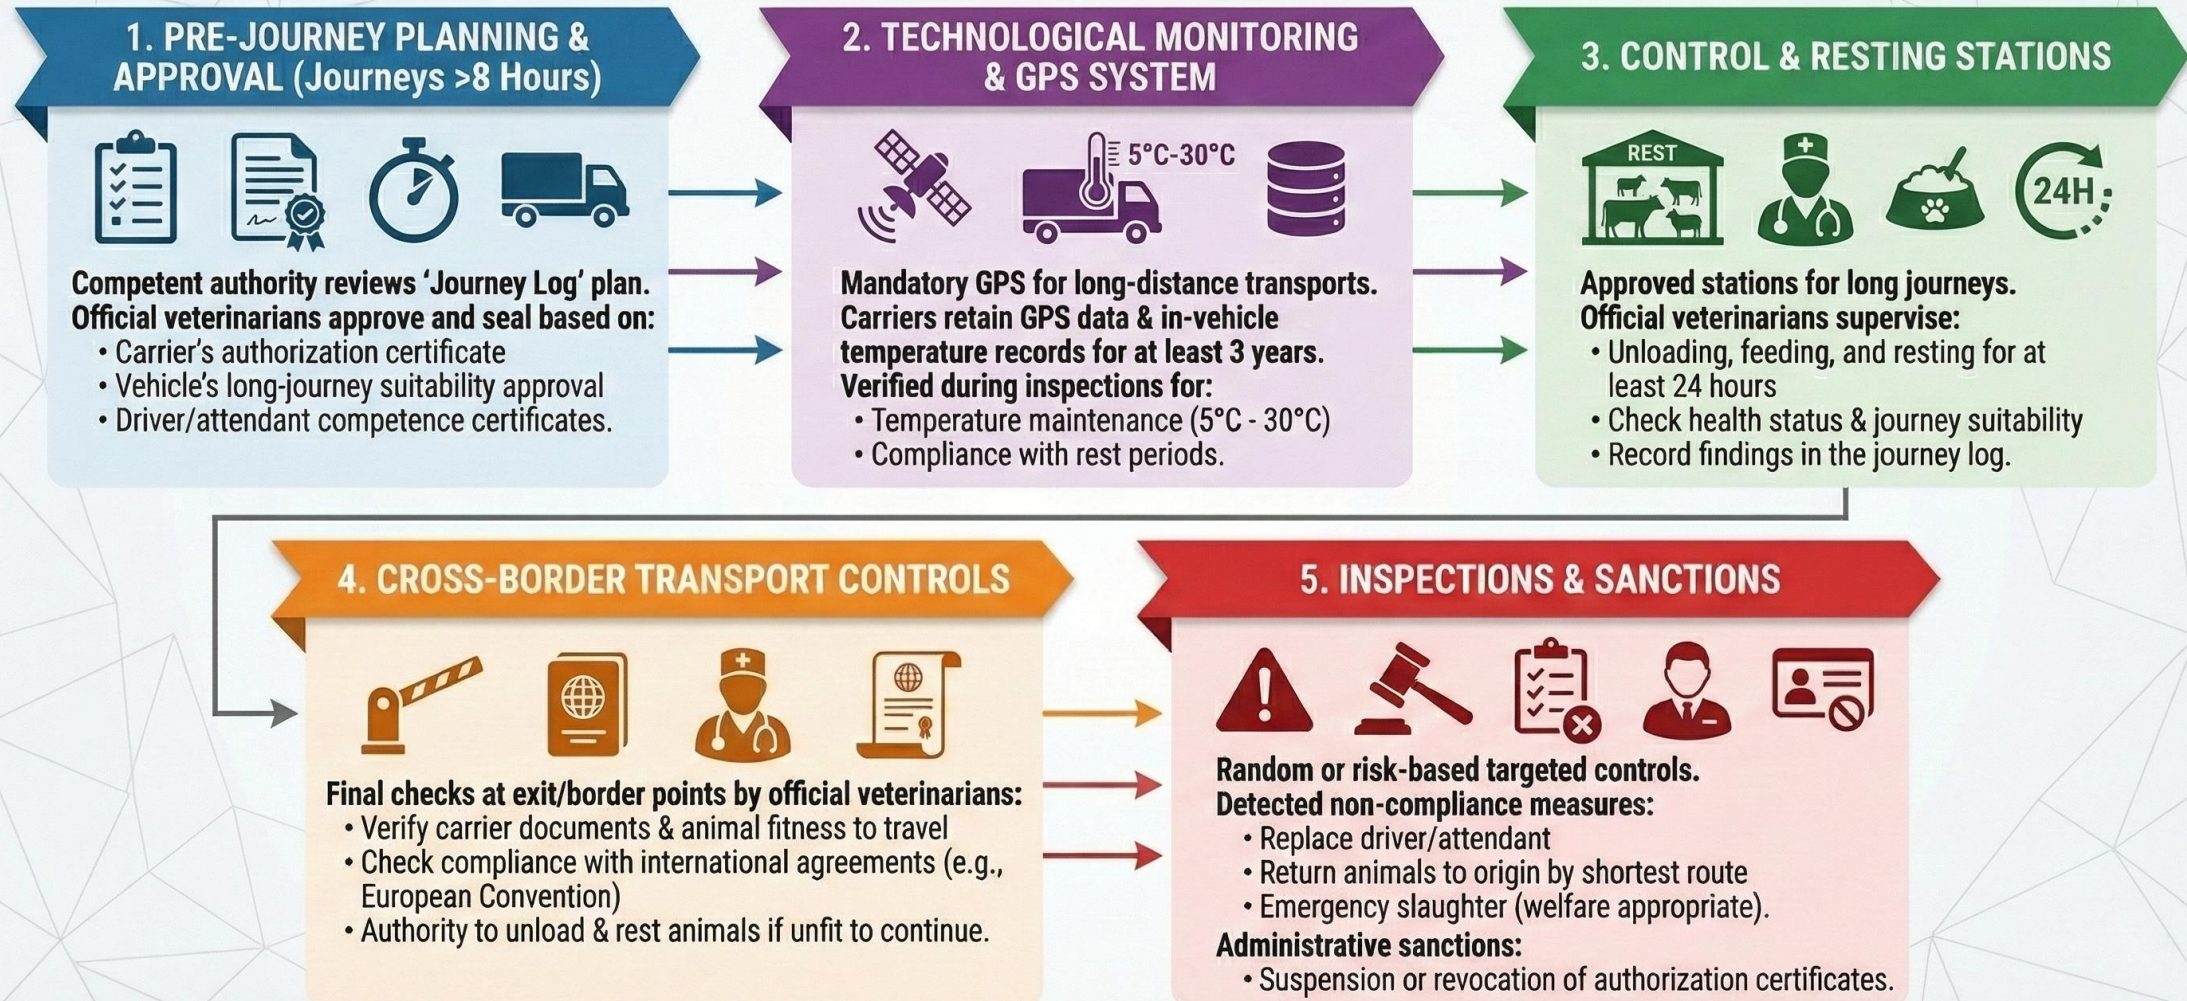 1. PRE-JOURNEY PLANNING &
APPROVAL (Journeys >8 Hours)
Competent authority reviews ‘Journey Log’ plan.
Official veterinarians approve and seal based on:
• Carrier’s authorization certificate
• Vehicle’s long-journey suitability approval
• Driver/attendant competence certificates.
2. TECHNOLOGICAL MONITORING
& GPS SYSTEM
5°C-30°C
Mandatory GPS for long-distance transports.
Carriers retain GPS data & in-vehicle
temperature records for at least 3 years.
Verified during inspections for:
• Temperature maintenance (5°C - 30°C)
• Compliance with rest periods.
3. CONTROL & RESTING STATIONS
REST
24H
Approved stations for long journeys.
Official veterinarians supervise:
• Unloading, feeding, and resting for at
least 24 hours
• Check health status & journey suitability
• Record findings in the journey log.
4. CROSS-BORDER TRANSPORT CONTROLS
Final checks at exit/border points by official veterinarians:
• Verify carrier documents & animal fitness to travel
• Check compliance with international agreements (e.g.,
European Convention)
• Authority to unload & rest animals if unfit to continue.
5. INSPECTIONS & SANCTIONS
Random or risk-based targeted controls.
Detected non-compliance measures:
• Replace driver/attendant
• Return animals to origin by shortest route
• Emergency slaughter (welfare appropriate).
Administrative sanctions:
• Suspension or revocation of authorization certificates.